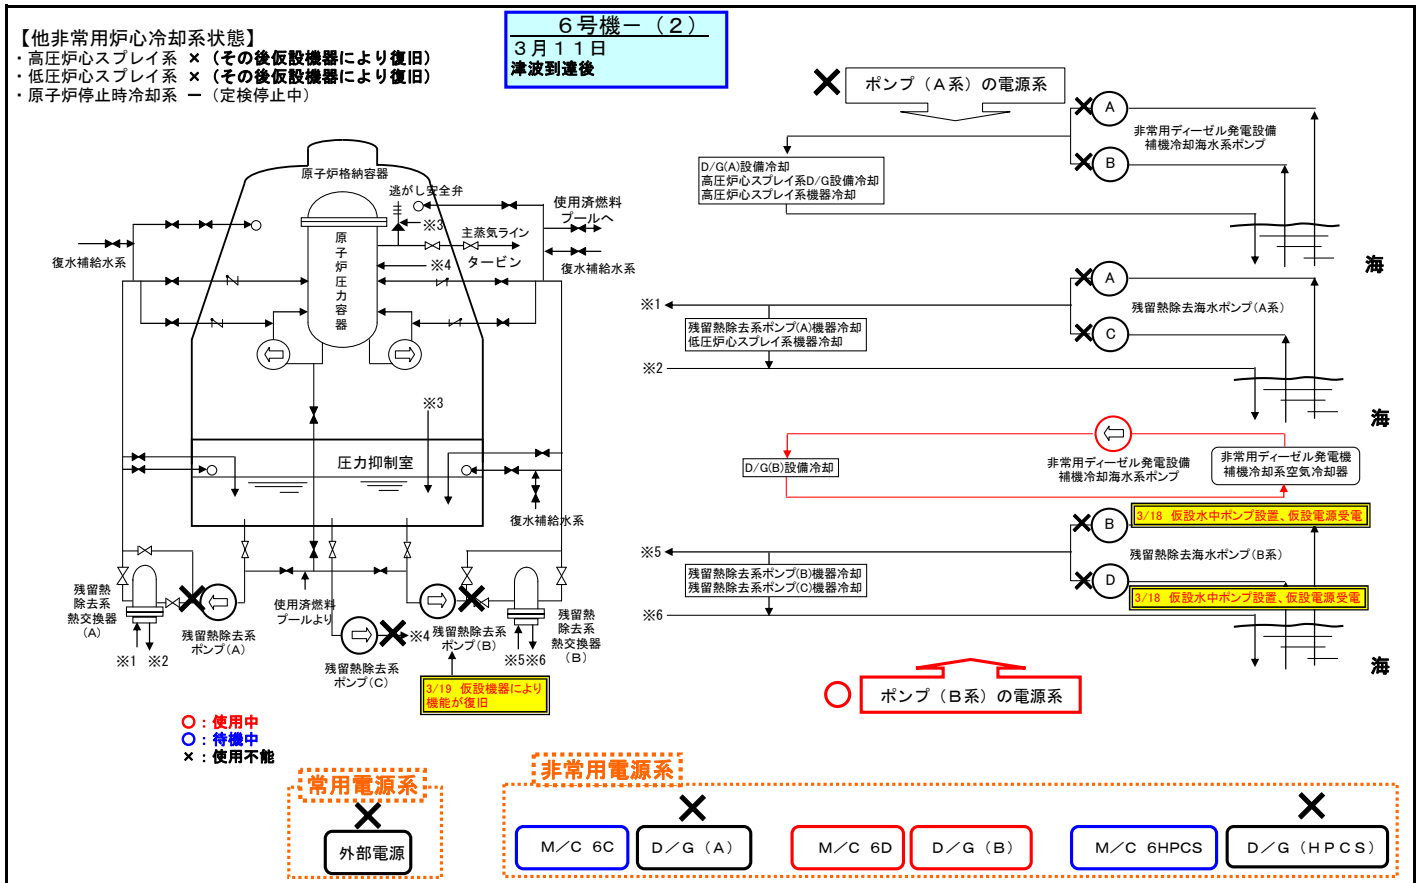 【他非常用炉心冷却系状態】
・高圧炉心スプレイ系 × (その後仮設機器により復旧)
・低圧炉心スプレイ系 × (その後仮設機器により復旧)
・原子炉停止時冷却系 － (定検停止中)
6号機－（2）
3月11日
津波到達後
ポンプ（A系）の電源系
A
B
非常用ディーゼル発電設備
補機冷却海水系ポンプ
D/G(A)設備冷却
高圧炉心スプレイ系D/G設備冷却
高圧炉心スプレイ系機器冷却
海
原子炉格納容器
逃がし安全弁
使用済燃料
プールへ
※3
主蒸気ライン
タービン
※4
復水補給水系
復水補給水系
原子炉圧力容器
※3
圧力抑制室
復水補給水系
残留熱
除去系
熱交換器
(A)
※1 ※2
残留熱除去系
ポンプ(A)
使用済燃料
プールより
※4
残留熱除去系
ポンプ(C)
残留熱除去系
ポンプ(B)
※5※6
残留熱
除去系
熱交換器
(B)
3/19 仮設機器により
機能が復旧
※1
A
C
残留熱除去海水ポンプ(A系)
残留熱除去系ポンプ(A)機器冷却
低圧炉心スプレイ系機器冷却
※2
海
D/G(B)設備冷却
非常用ディーゼル発電設備
補機冷却海水系ポンプ
非常用ディーゼル発電機
補機冷却系空気冷却器
3/18 仮設水中ポンプ設置、仮設電源受電
※5
B
D
残留熱除去海水ポンプ(B系)
残留熱除去系ポンプ(B)機器冷却
残留熱除去系ポンプ(C)機器冷却
3/18 仮設水中ポンプ設置、仮設電源受電
※6
海
ポンプ（B系）の電源系
○：使用中
○：待機中
×：使用不能
常用電源系
外部電源
非常用電源系
M／C 6C
D／G（A）
M／C 6D
D／G（B）
M／C 6HPCS
D／G（HPCS）